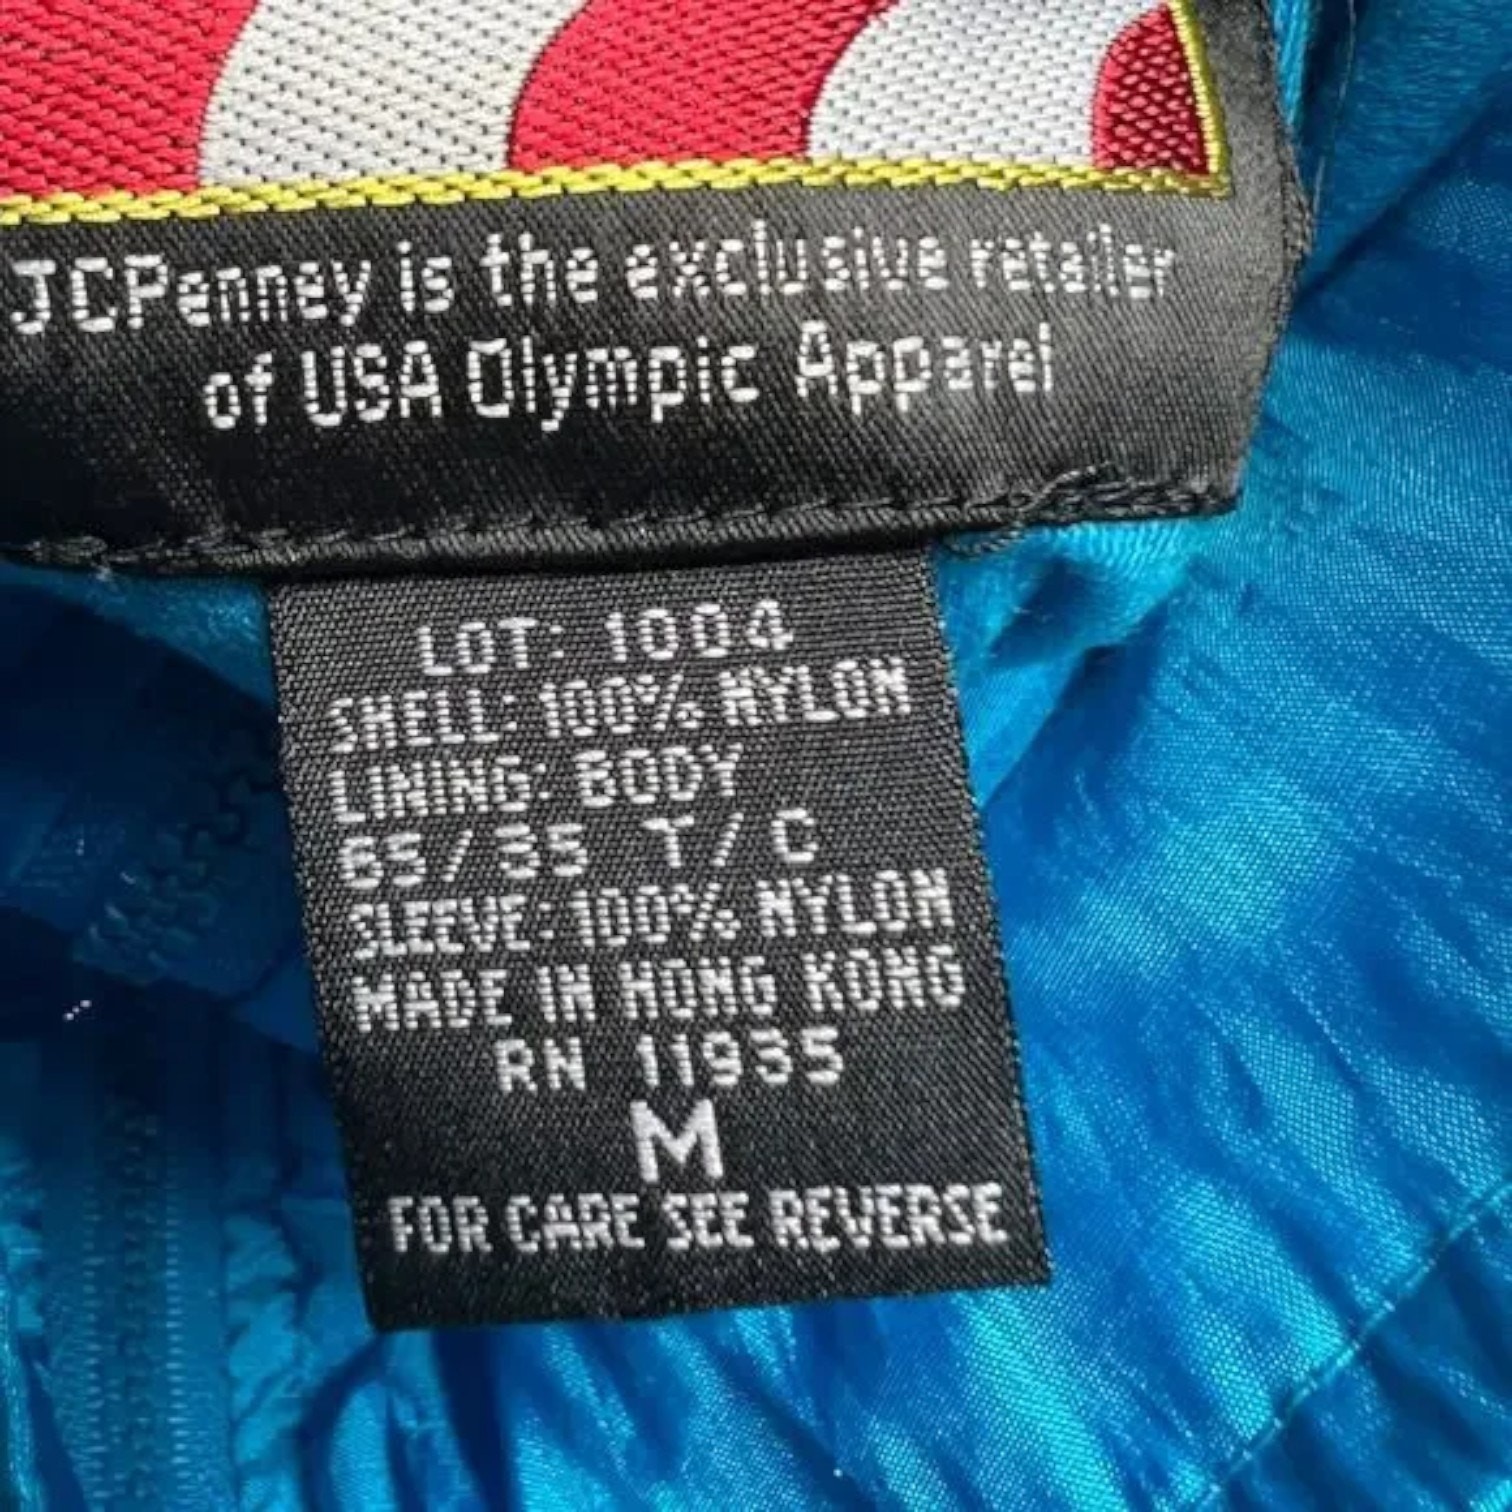 JCPenney is the exclusive retailer
of USA Olympic Apparel
LOT: 1004
SHELL: 100% NYLON
LINING: BODY
65/35 T/C
SLEEVE: 100% NYLON
MADE IN HONG KONG
RN 11935
M
FOR CARE SEE REVERSE